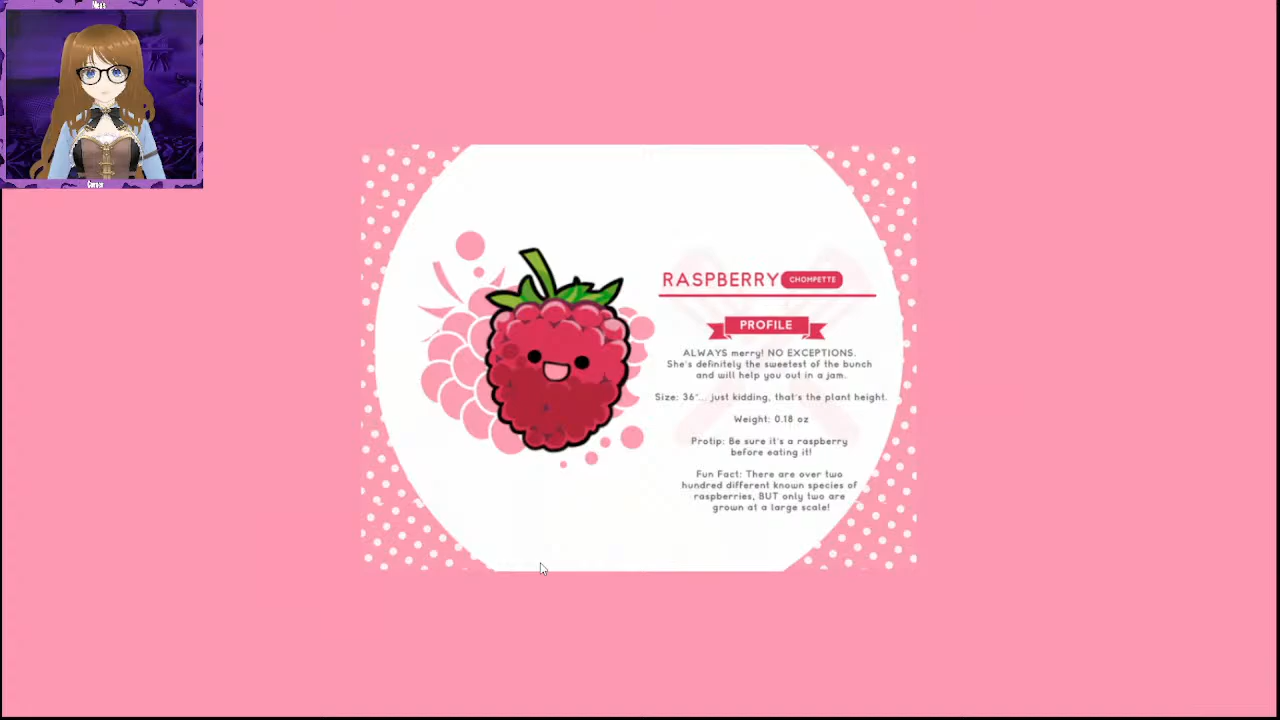 Mel's
Corner
RASPBERRY CHOMPETTE
PROFILE
ALWAYS merry! NO EXCEPTIONS.
She's definitely the sweetest of the bunch
and will help you out in a jam.
Size: 36"... just kidding, that's the plant height.
Weight: 0.18 oz
Protip: Be sure it's a raspberry
before eating it!
Fun Fact: There are over two
hundred different known species of
raspberries, BUT only two are
grown at a large scale!